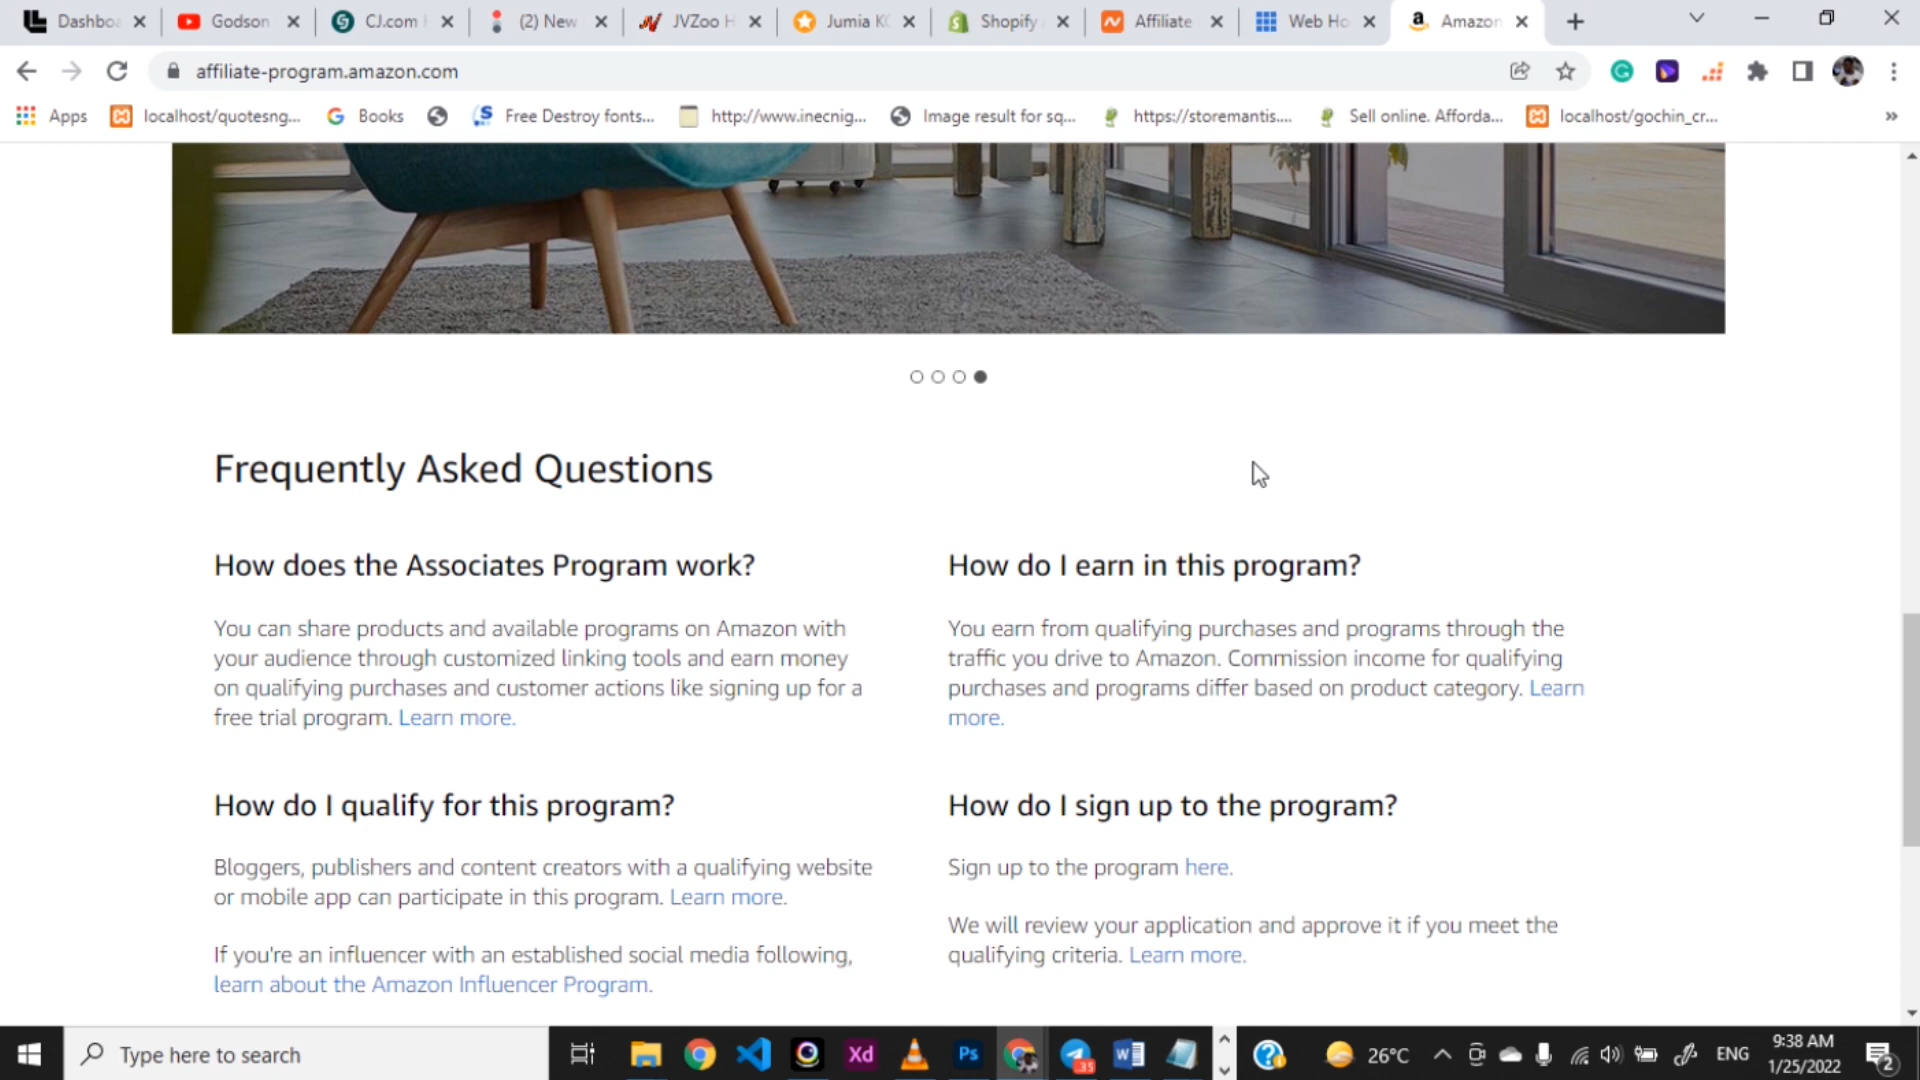 Dashboa
Godson
CJ.com
(2) New
JVZoo H
Jumia KO
Shopify
Affiliate
Web Ho
Amazon
affiliate-program.amazon.com
Apps
localhost/quotesng...
Books
Free Destroy fonts...
http://www.inecnig...
Image result for sq...
https://storemantis....
Sell online. Afforda...
localhost/gochin_cr...
Frequently Asked Questions
How does the Associates Program work?
You can share products and available programs on Amazon with
your audience through customized linking tools and earn money
on qualifying purchases and customer actions like signing up for a
free trial program. Learn more.
How do I earn in this program?
You earn from qualifying purchases and programs through the
traffic you drive to Amazon. Commission income for qualifying
purchases and programs differ based on product category. Learn
more.
How do I qualify for this program?
Bloggers, publishers and content creators with a qualifying website
or mobile app can participate in this program. Learn more.
If you're an influencer with an established social media following,
learn about the Amazon Influencer Program.
How do I sign up to the program?
Sign up to the program here.
We will review your application and approve it if you meet the
qualifying criteria. Learn more.
Type here to search
Xd
Ps
35
26°C
ENG
9:38 AM
1/25/2022
2